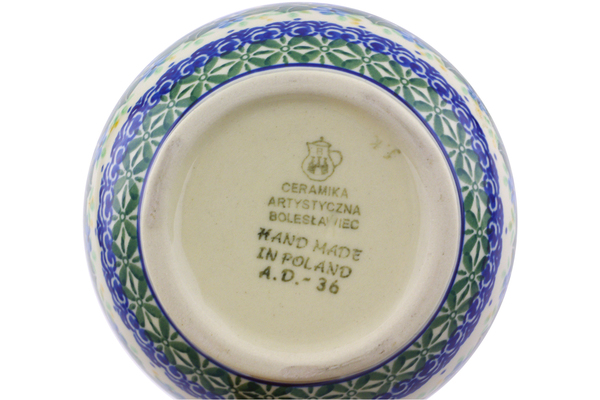 CERAMIKA
ARTYSTYCZNA
BOLESŁAWIEC
HAND MADE
IN POLAND
A.D.-36